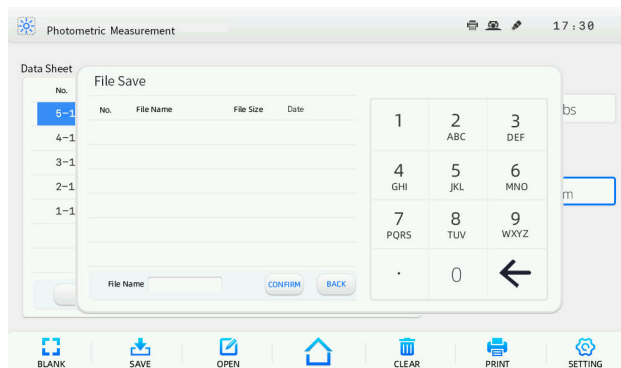 Photometric Measurement
17:30
Data Sheet
No.
5-1
4-1
3-1
2-1
1-1
File Save
No. File Name File Size Date
File Name
CONFIRM BACK
1 2 3
ABC DEF
4 5 6
GHI JKL MNO
7 8 9
PQRS TUV WXYZ
. 0
bs
m
BLANK SAVE OPEN CLEAR PRINT SETTING